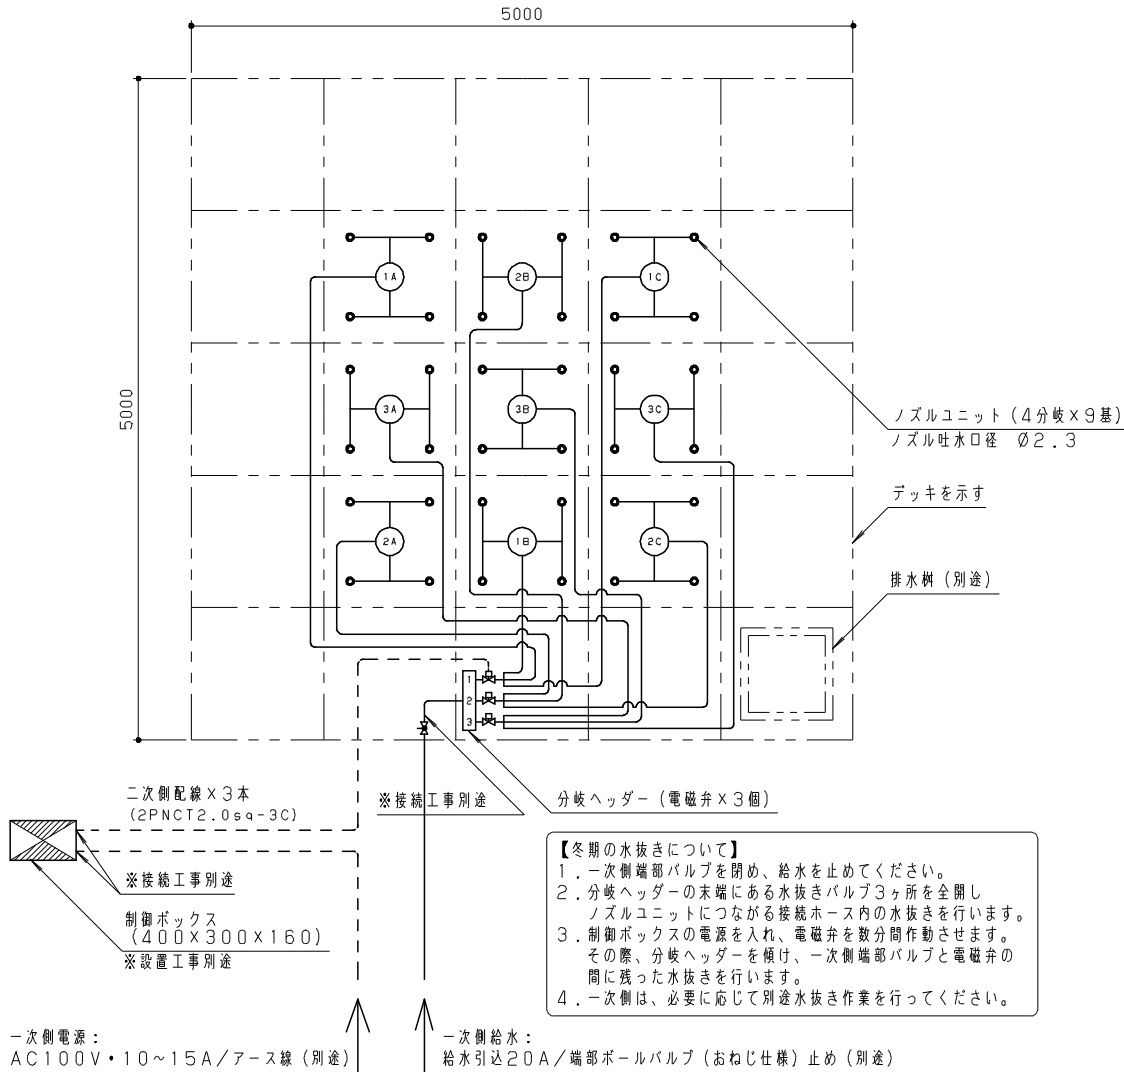 5000
5000
1A
2B
1C
3A
3B
3C
2A
1B
2C
ノズルユニット(4分岐×9基)
ノズル吐水口径 Ø2.3
デッキを示す
排水桝(別途)
1
2
3
二次側配線×3本
(2PNCT2.0sq-3C)
※接続工事別途
分岐ヘッダー(電磁弁×3個)
※接続工事別途
制御ボックス
(400×300×160)
※設置工事別途
【冬期の水抜きについて】
1.一次側端部バルブを閉め、給水を止めてください。
2.分岐ヘッダーの末端にある水抜きバルブ3ヶ所を全開し
ノズルユニットにつながる接続ホース内の水抜きを行います。
3.制御ボックスの電源を入れ、電磁弁を数分間作動させます。
その際、分岐ヘッダーを傾け、一次側端部バルブと電磁弁の
間に残った水抜きを行います。
4.一次側は、必要に応じて別途水抜き作業を行ってください。
一次側電源:
AC100V・10~15A/アース線(別途)
一次側給水:
給水引込20A/端部ボールバルブ(おねじ仕様)止め(別途)